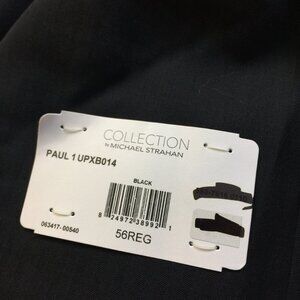 COLLECTION
by MICHAEL STRAHAN
PAUL 1 UPXB014
BLACK
8 24972 38992 1
56REG
063417-00540